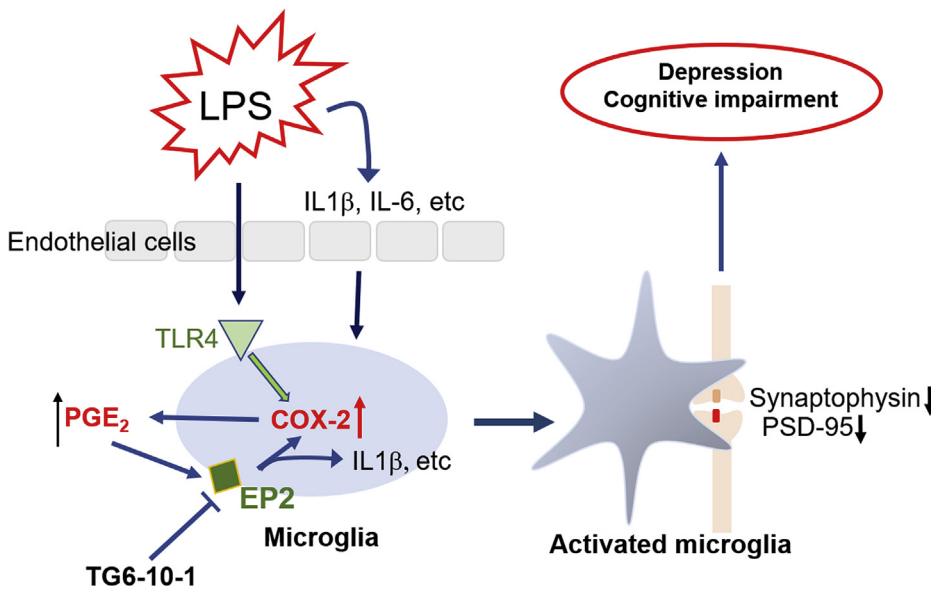 LPS
Depression
Cognitive impairment
IL1β, IL-6, etc
Endothelial cells
TLR4
PGE₂
COX-2
IL1β, etc
EP2
Synaptophysin
PSD-95
Microglia
Activated microglia
TG6-10-1